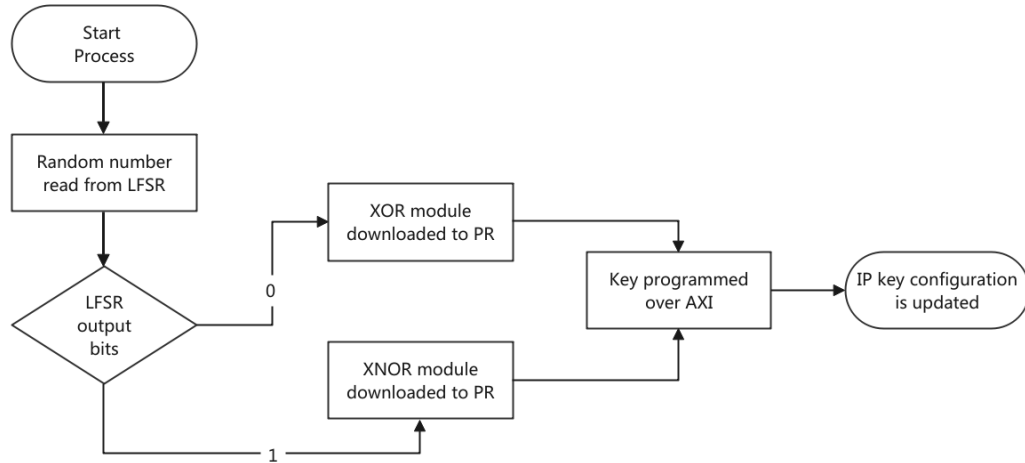 Start
Process
Random number
read from LFSR
LFSR
output
bits
0
1
XOR module
downloaded to PR
XNOR module
downloaded to PR
Key programmed
over AXI
IP key configuration
is updated